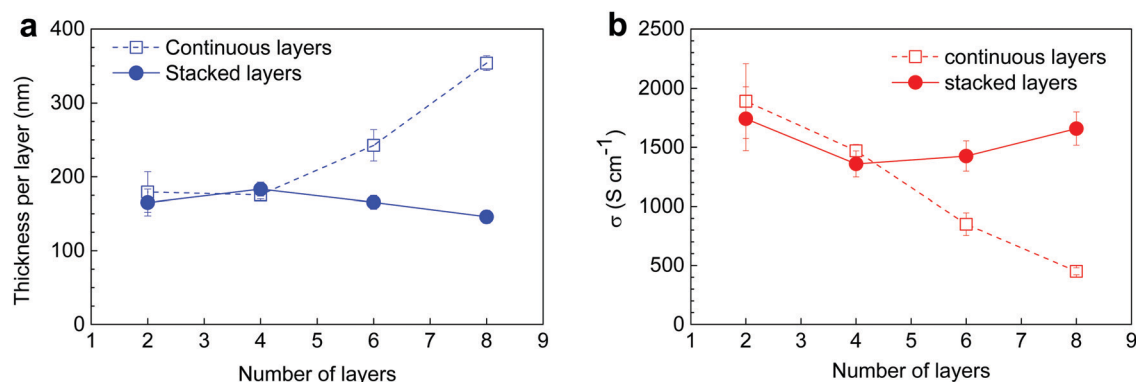 a
400
300
200
100
0
Thickness per layer (nm)
Continuous layers
Stacked layers
1 2 3 4 5 6 7 8 9
Number of layers
b
2500
2000
1500
1000
500
0
σ (S cm⁻¹)
continuous layers
stacked layers
1 2 3 4 5 6 7 8 9
Number of layers